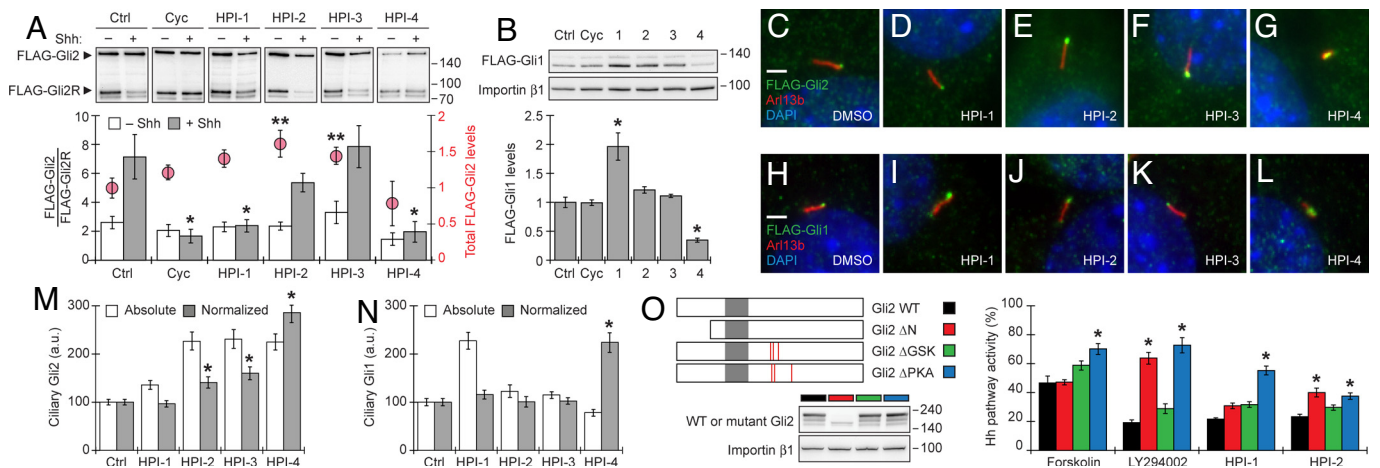 A
Ctrl Cyc HPI-1 HPI-2 HPI-3 HPI-4
Shh: – + – + – + – + – + – +
FLAG-Gli2
FLAG-Gli2R
140
100
70
– Shh + Shh
FLAG-Gli2
FLAG-Gli2R
10
8
6
4
2
0
* * ** ** *
2
1.5
1
0.5
0
Total FLAG-Gli2 levels
Ctrl Cyc HPI-1 HPI-2 HPI-3 HPI-4
B
Ctrl Cyc 1 2 3 4
FLAG-Gli1
Importin β1
140
100
FLAG-Gli1 levels
2.5
2
1.5
1
0.5
0
* *
Ctrl Cyc 1 2 3 4
C
FLAG-Gli2
Arl13b
DAPI
DMSO
D
HPI-1
E
HPI-2
F
HPI-3
G
HPI-4
H
FLAG-Gli1
Arl13b
DAPI
DMSO
I
HPI-1
J
HPI-2
K
HPI-3
L
HPI-4
M
Absolute Normalized
Ciliary Gli2 (a.u.)
300
200
100
0
* * *
Ctrl HPI-1 HPI-2 HPI-3 HPI-4
N
Absolute Normalized
Ciliary Gli1 (a.u.)
300
200
100
0
*
Ctrl HPI-1 HPI-2 HPI-3 HPI-4
O
Gli2 WT
Gli2 ΔN
Gli2 ΔGSK
Gli2 ΔPKA
WT or mutant Gli2
Importin β1
240
140
100
Hh pathway activity (%)
100
80
60
40
20
0
* * * * * *
Forskolin LY294002 HPI-1 HPI-2